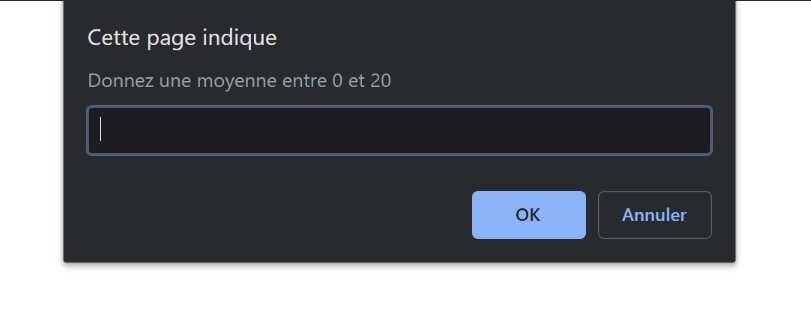 Cette page indique
Donnez une moyenne entre 0 et 20
OK
Annuler